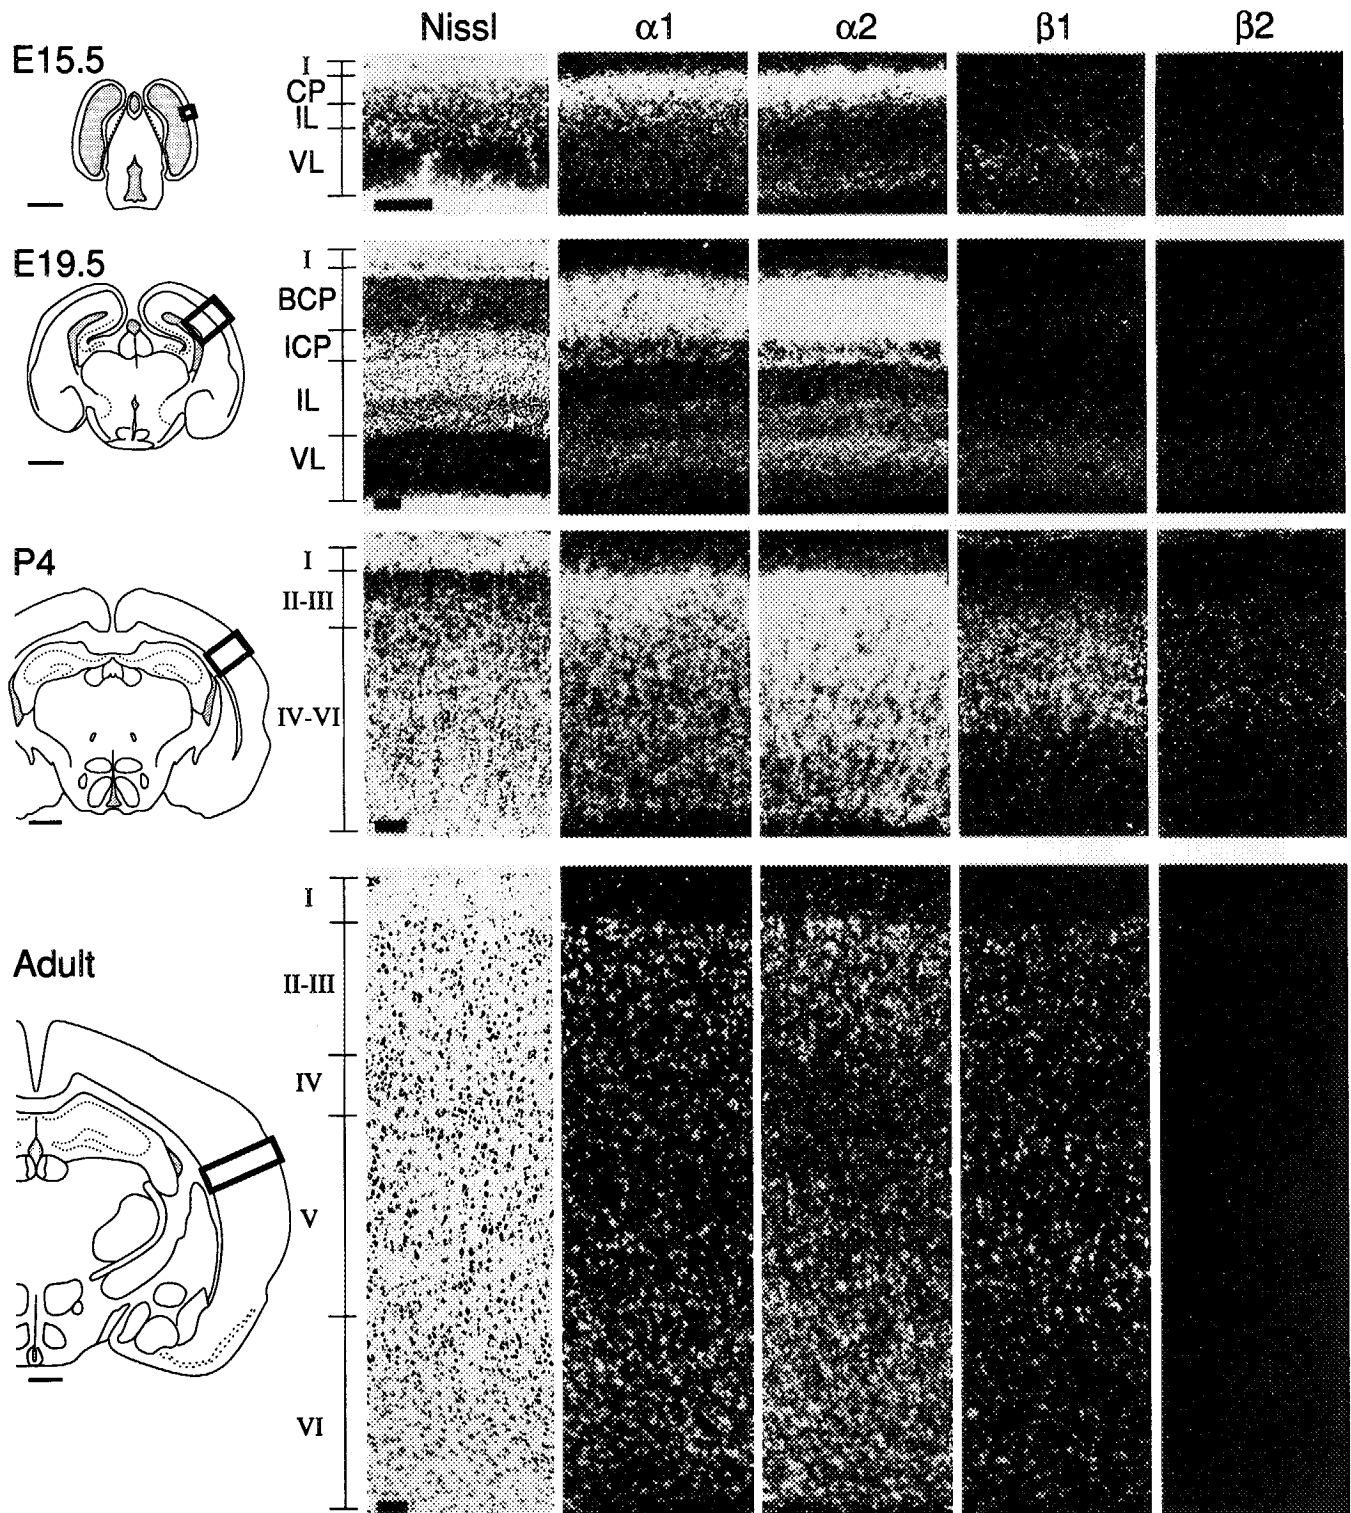 Nissl α1 α2 β1 β2
E15.5
I
CP
IL
VL
E19.5
I
BCP
ICP
IL
VL
P4
I
II-III
IV-VI
Adult
I
II-III
IV
V
VI